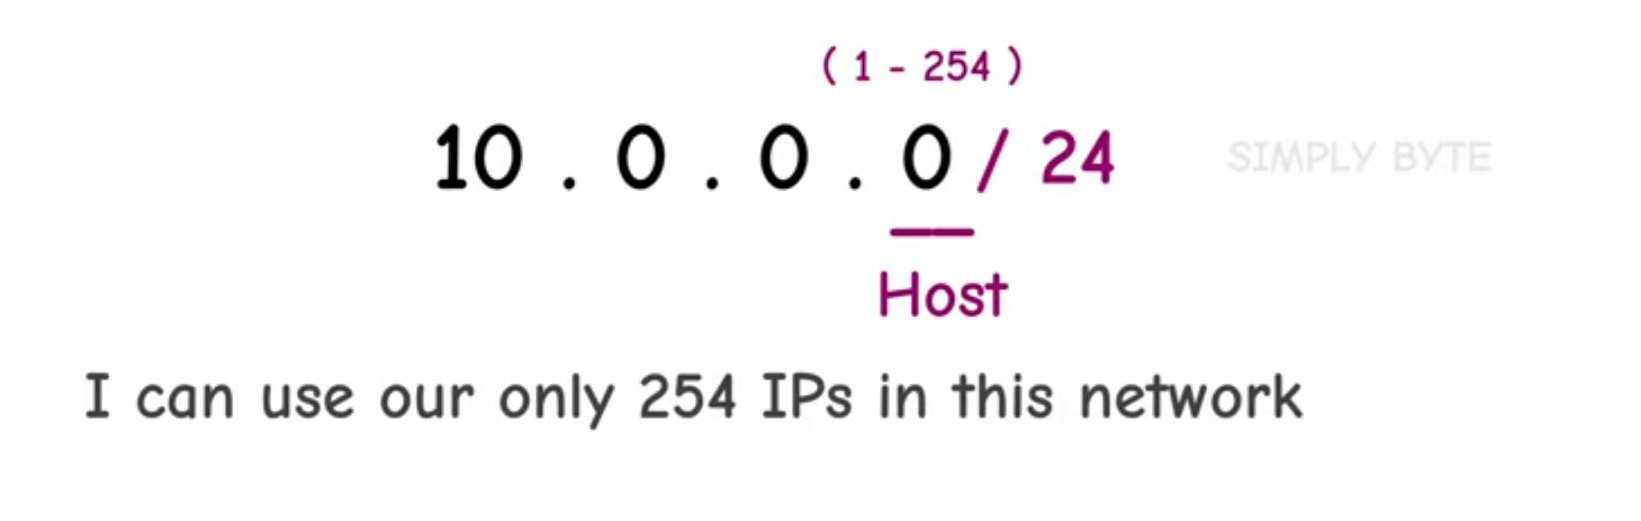 ( 1 - 254 )
10 . 0 . 0 . 0 / 24
SIMPLY BYTE
Host
I can use our only 254 IPs in this network